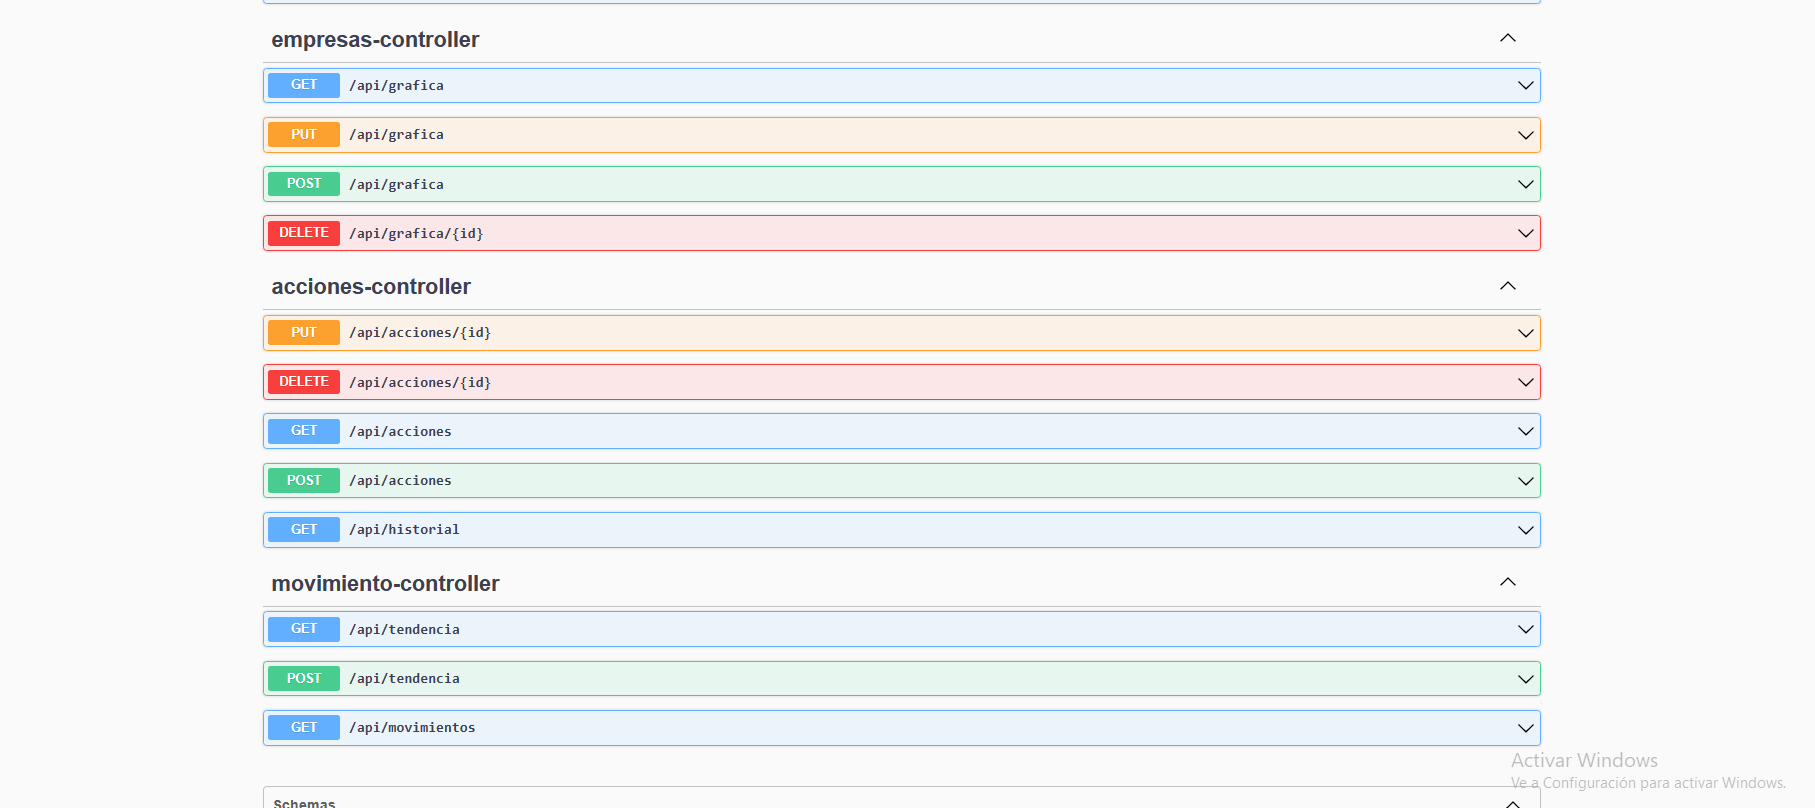 empresas-controller
GET /api/grafica
PUT /api/grafica
POST /api/grafica
DELETE /api/grafica/{id}
acciones-controller
PUT /api/acciones/{id}
DELETE /api/acciones/{id}
GET /api/acciones
POST /api/acciones
GET /api/historial
movimiento-controller
GET /api/tendencia
POST /api/tendencia
GET /api/movimientos
Activar Windows
Ve a Configuración para activar Windows.
Schemas